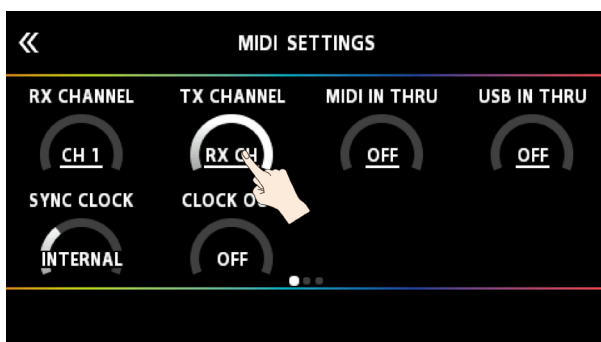 MIDI SETTINGS
RX CHANNEL TX CHANNEL MIDI IN THRU USB IN THRU
CH 1 RX CH OFF OFF
SYNC CLOCK CLOCK
INTERNAL OFF